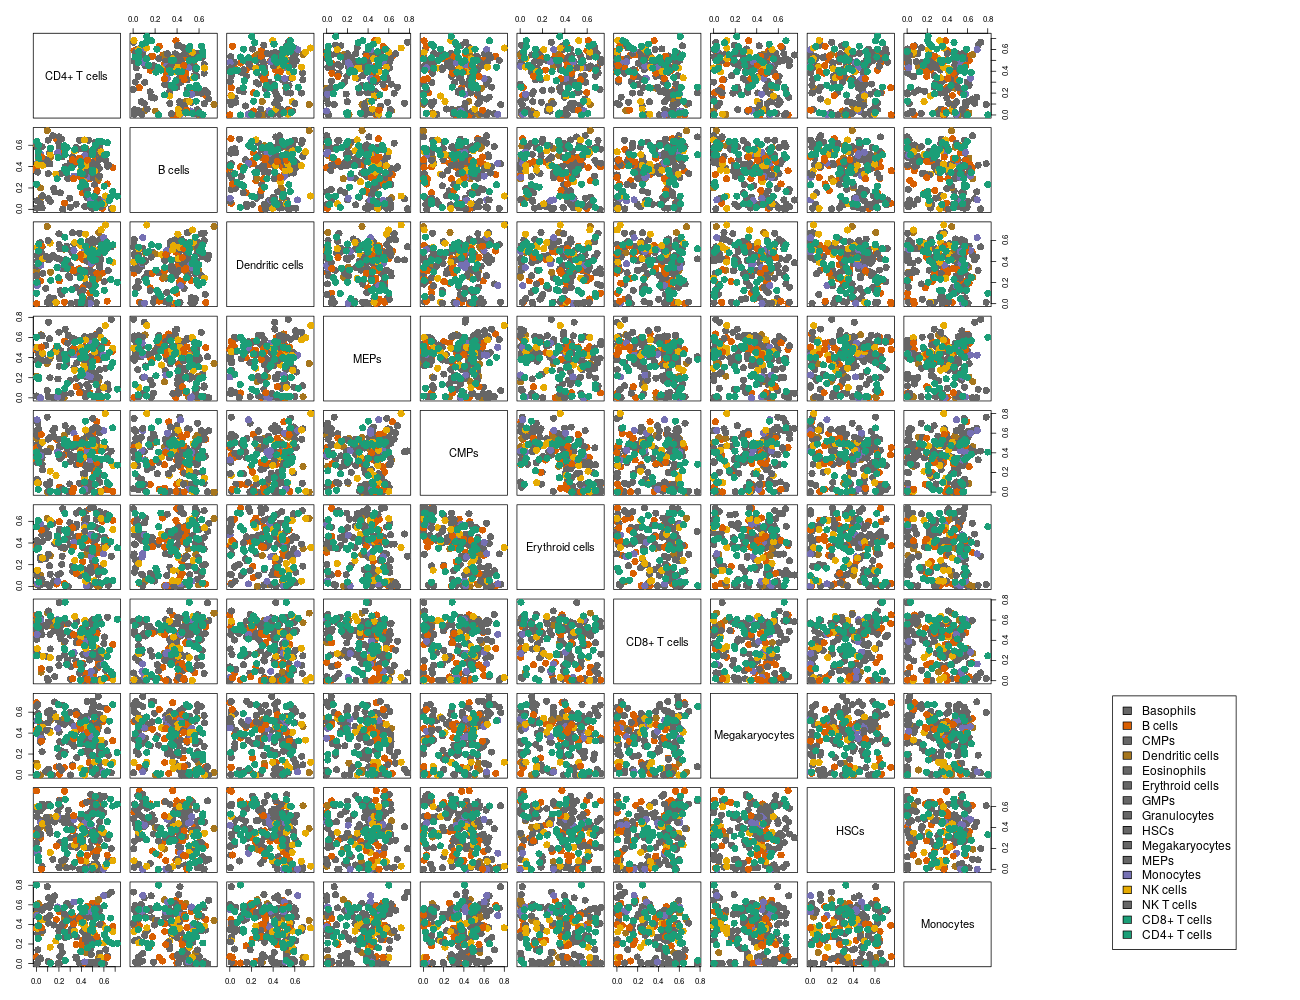 0.0 0.2 0.4 0.6
0.0 0.2 0.4 0.6 0.8
0.0 0.2 0.4 0.6
0.0 0.2 0.4 0.6
0.0 0.2 0.4 0.6 0.8
CD4+ T cells
0.0 0.2 0.4 0.6
0.0 0.2 0.4 0.6
B cells
Dendritic cells
0.0 0.2 0.4 0.6
0.0 0.2 0.4 0.6 0.8
MEPs
CMPs
0.0 0.2 0.4 0.6 0.8
0.0 0.2 0.4 0.6
Erythroid cells
CD8+ T cells
0.0 0.2 0.4 0.6 0.8
0.0 0.2 0.4 0.6
Megakaryocytes
HSCs
0.0 0.2 0.4 0.6
0.0 0.2 0.4 0.6 0.8
Monocytes
0.0 0.2 0.4 0.6
0.0 0.2 0.4 0.6
0.0 0.2 0.4 0.6 0.8
0.0 0.2 0.4 0.6 0.8
0.0 0.2 0.4 0.6
Basophils
B cells
CMPs
Dendritic cells
Eosinophils
Erythroid cells
GMPs
Granulocytes
HSCs
Megakaryocytes
MEPs
Monocytes
NK cells
NK T cells
CD8+ T cells
CD4+ T cells